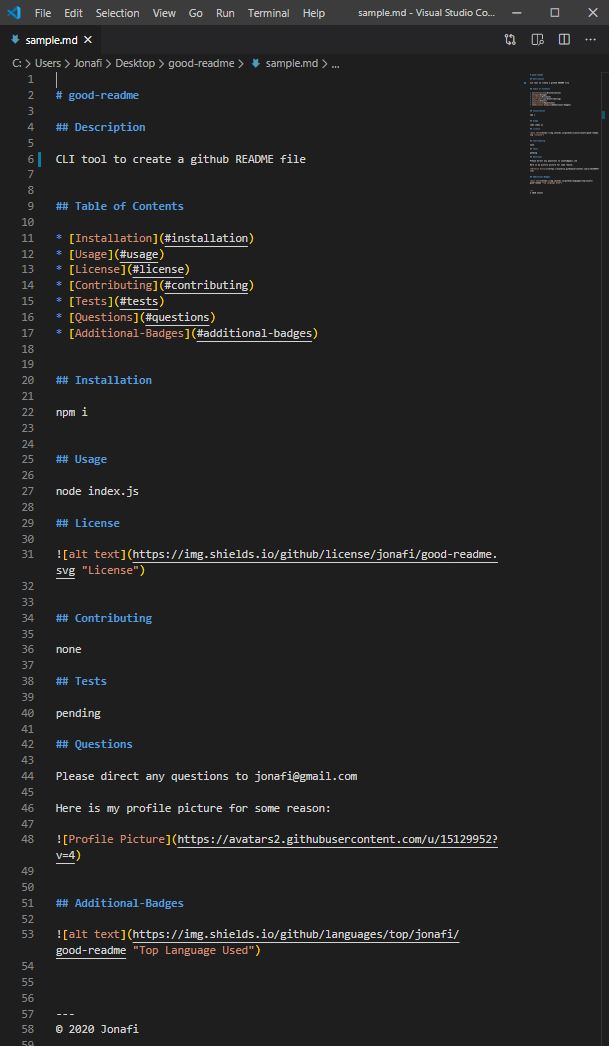 File Edit Selection View Go Run Terminal Help sample.md - Visual Studio Co...
sample.md
C: > Users > Jonafi > Desktop > good-readme > sample.md > ...
1
2 # good-readme
3
4 ## Description
5
6 CLI tool to create a github README file
7
8
9 ## Table of Contents
10
11 * [Installation](#installation)
12 * [Usage](#usage)
13 * [License](#license)
14 * [Contributing](#contributing)
15 * [Tests](#tests)
16 * [Questions](#questions)
17 * [Additional-Badges](#additional-badges)
18
19
20 ## Installation
21
22 npm i
23
24
25 ## Usage
26
27 node index.js
28
29 ## License
30
31 ![alt text](https://img.shields.io/github/license/jonafi/good-readme.
svg "License")
32
33
34 ## Contributing
35
36 none
37
38 ## Tests
39
40 pending
41
42 ## Questions
43
44 Please direct any questions to jonafi@gmail.com
45
46 Here is my profile picture for some reason:
47
48 ![Profile Picture](https://avatars2.githubusercontent.com/u/15129952?
v=4)
49
50
51 ## Additional-Badges
52
53 ![alt text](https://img.shields.io/github/languages/top/jonafi/
good-readme "Top Language Used")
54
55
56
57 ---
58 © 2020 Jonafi
59